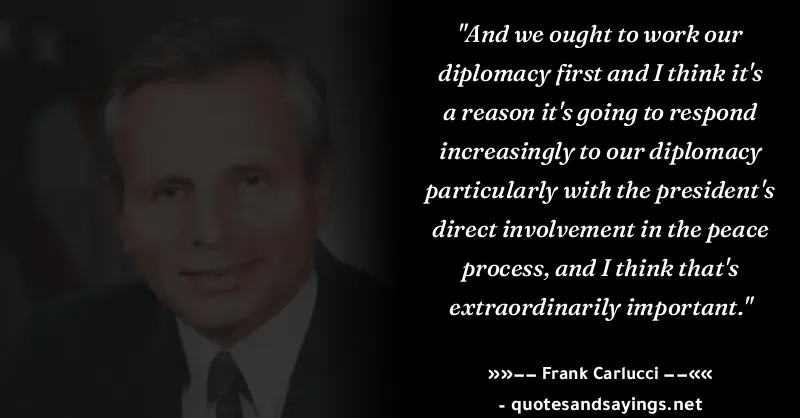 "And we ought to work our
diplomacy first and I think it's
a reason it's going to respond
increasingly to our diplomacy
particularly with the president's
direct involvement in the peace
process, and I think that's
extraordinarily important."
»»−− Frank Carlucci −−««
- quotesandsayings.net